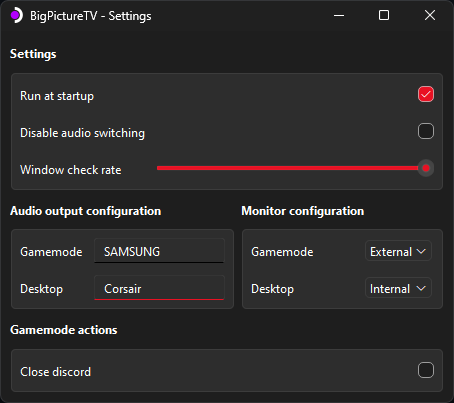 BigPictureTV - Settings
Settings
Run at startup
Disable audio switching
Window check rate
Audio output configuration
Gamemode SAMSUNG
Desktop Corsair
Monitor configuration
Gamemode External
Desktop Internal
Gamemode actions
Close discord